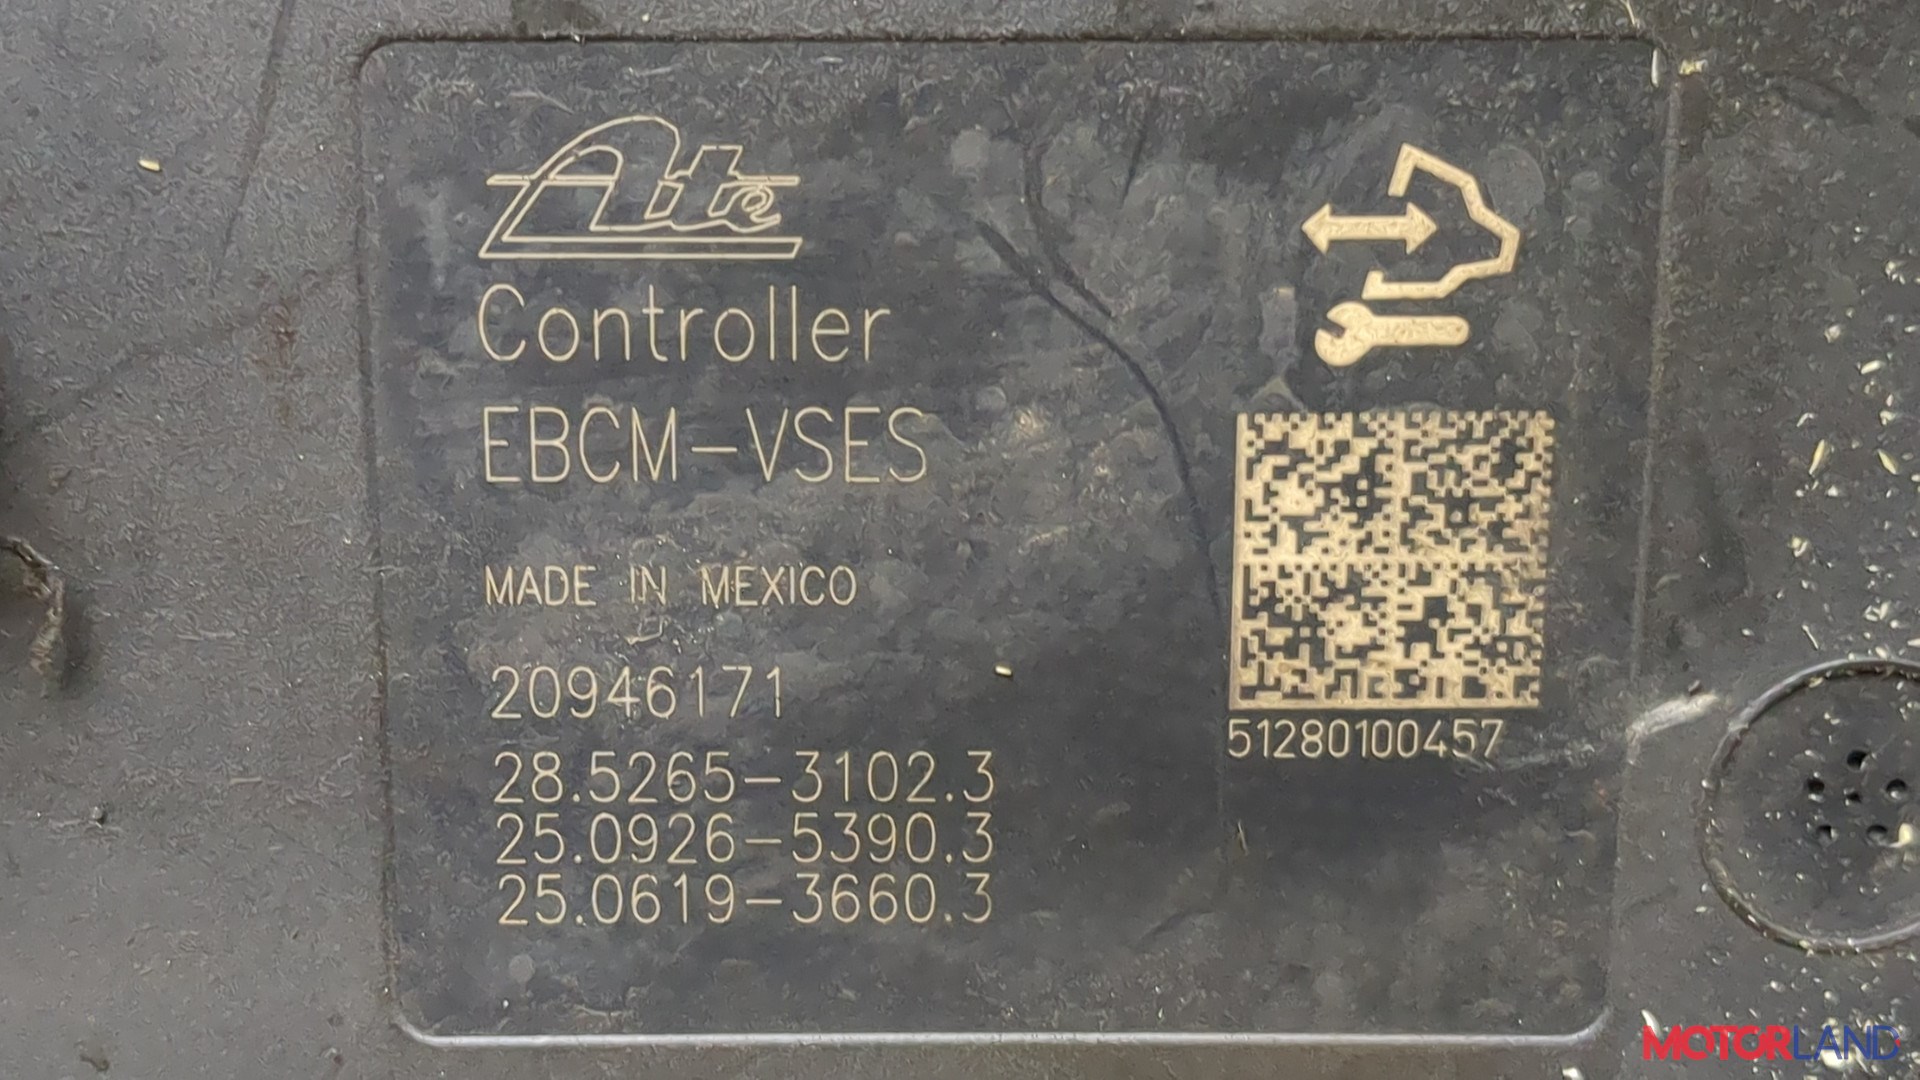 Ate
Controller
EBCM-VSES
MADE IN MEXICO
20946171
28.5265-3102.3
25.0926-5390.3
25.0619-3660.3
51280100457
MOTORLAND